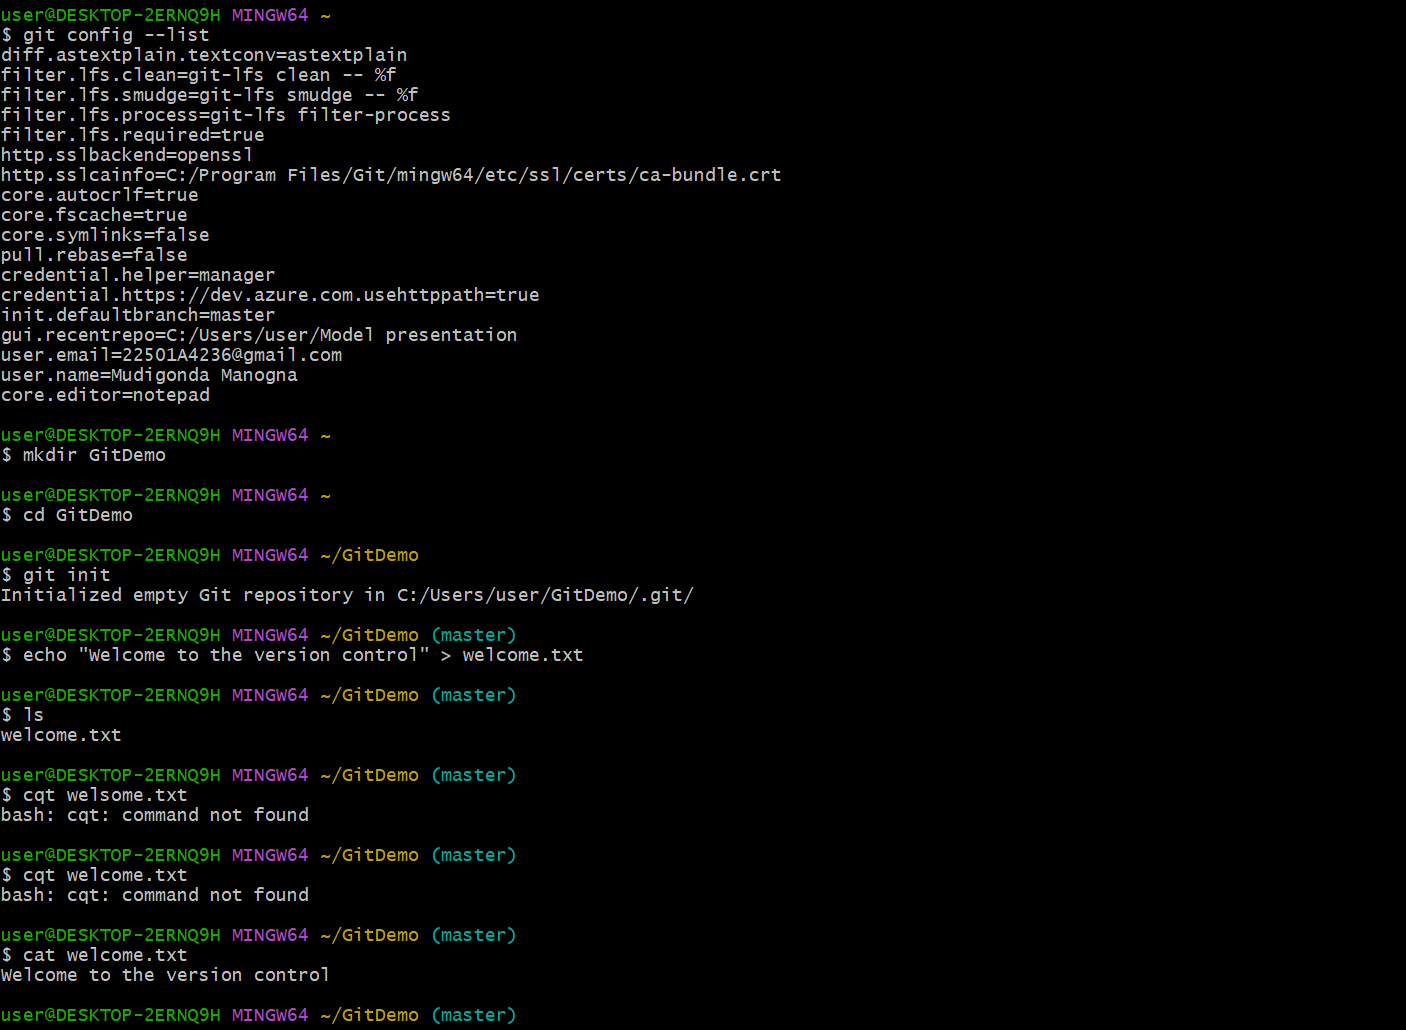 user@DESKTOP-2ERNQ9H MINGW64 ~
$ git config --list
diff.astextplain.textconv=astextplain
filter.lfs.clean=git-lfs clean -- %f
filter.lfs.smudge=git-lfs smudge -- %f
filter.lfs.process=git-lfs filter-process
filter.lfs.required=true
http.sslbackend=openssl
http.sslcainfo=C:/Program Files/Git/mingw64/etc/ssl/certs/ca-bundle.crt
core.autocrlf=true
core.fscache=true
core.symlinks=false
pull.rebase=false
credential.helper=manager
credential.https://dev.azure.com.usehttppath=true
init.defaultbranch=master
gui.recentrepo=C:/Users/user/Model presentation
user.email=22501A4236@gmail.com
user.name=Mudigonda Manogna
core.editor=notepad

user@DESKTOP-2ERNQ9H MINGW64 ~
$ mkdir GitDemo

user@DESKTOP-2ERNQ9H MINGW64 ~
$ cd GitDemo

user@DESKTOP-2ERNQ9H MINGW64 ~/GitDemo
$ git init
Initialized empty Git repository in C:/Users/user/GitDemo/.git/

user@DESKTOP-2ERNQ9H MINGW64 ~/GitDemo (master)
$ echo "Welcome to the version control" > welcome.txt

user@DESKTOP-2ERNQ9H MINGW64 ~/GitDemo (master)
$ ls
welcome.txt

user@DESKTOP-2ERNQ9H MINGW64 ~/GitDemo (master)
$ cqt welsome.txt
bash: cqt: command not found

user@DESKTOP-2ERNQ9H MINGW64 ~/GitDemo (master)
$ cqt welcome.txt
bash: cqt: command not found

user@DESKTOP-2ERNQ9H MINGW64 ~/GitDemo (master)
$ cat welcome.txt
Welcome to the version control

user@DESKTOP-2ERNQ9H MINGW64 ~/GitDemo (master)